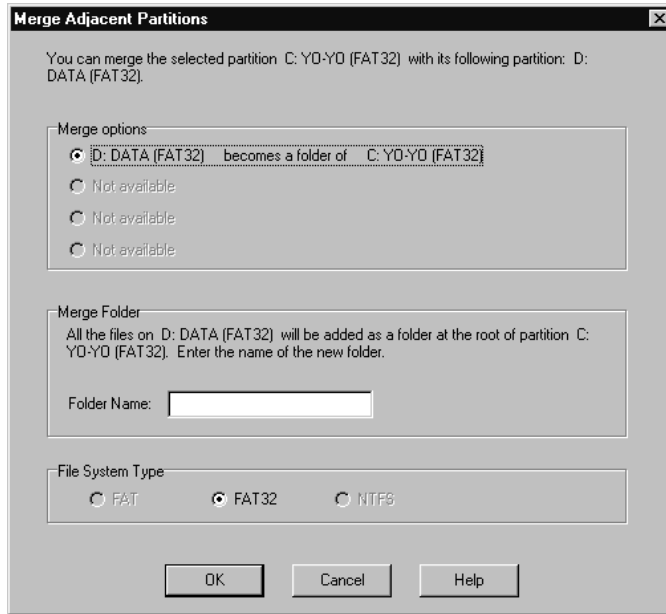 Merge Adjacent Partitions
You can merge the selected partition C: YO-YO (FAT32) with its following partition: D:
DATA (FAT32).
Merge options
D: DATA (FAT32) becomes a folder of C: YO-YO (FAT32)
Not available
Not available
Not available
Merge Folder
All the files on D: DATA (FAT32) will be added as a folder at the root of partition C:
YO-YO (FAT32). Enter the name of the new folder.
Folder Name:
File System Type
FAT FAT32 NTFS
OK Cancel Help